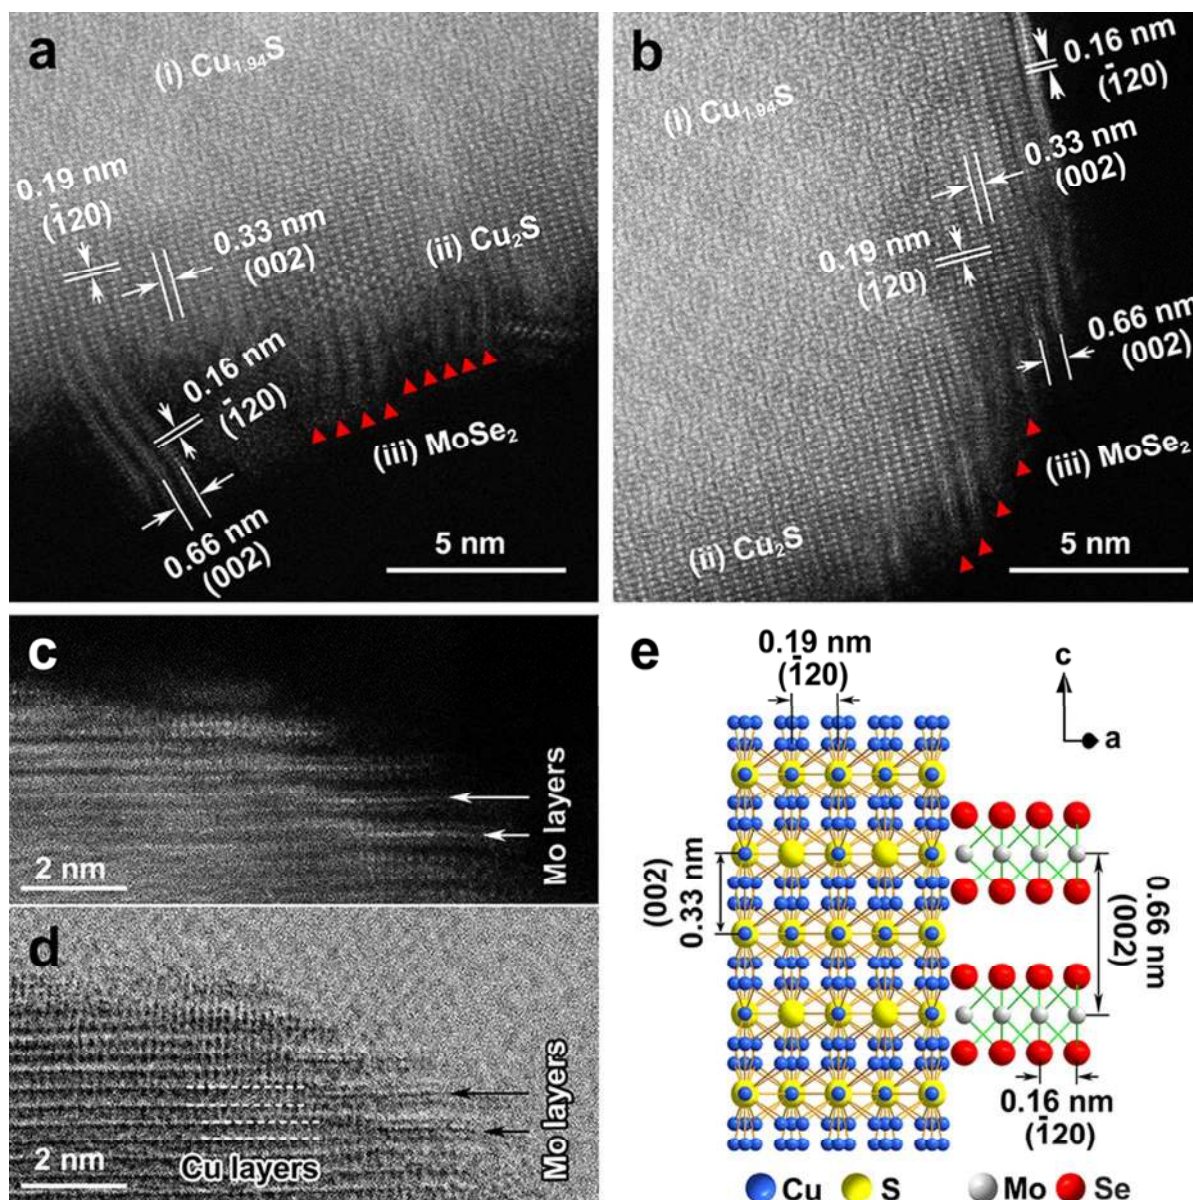 a
(i) Cu1.94S
0.19 nm
(1̄20)
0.33 nm
(002)
(ii) Cu2S
0.16 nm
(1̄20)
(iii) MoSe2
0.66 nm
(002)
5 nm
b
(i) Cu1.94S
0.16 nm
(1̄20)
0.33 nm
(002)
0.19 nm
(1̄20)
0.66 nm
(002)
(iii) MoSe2
(ii) Cu2S
5 nm
c
Mo layers
2 nm
d
Mo layers
Cu layers
2 nm
e
0.19 nm
(1̄20)
c
a
(002)
0.33 nm
0.66 nm
(002)
0.16 nm
(1̄20)
Cu S Mo Se